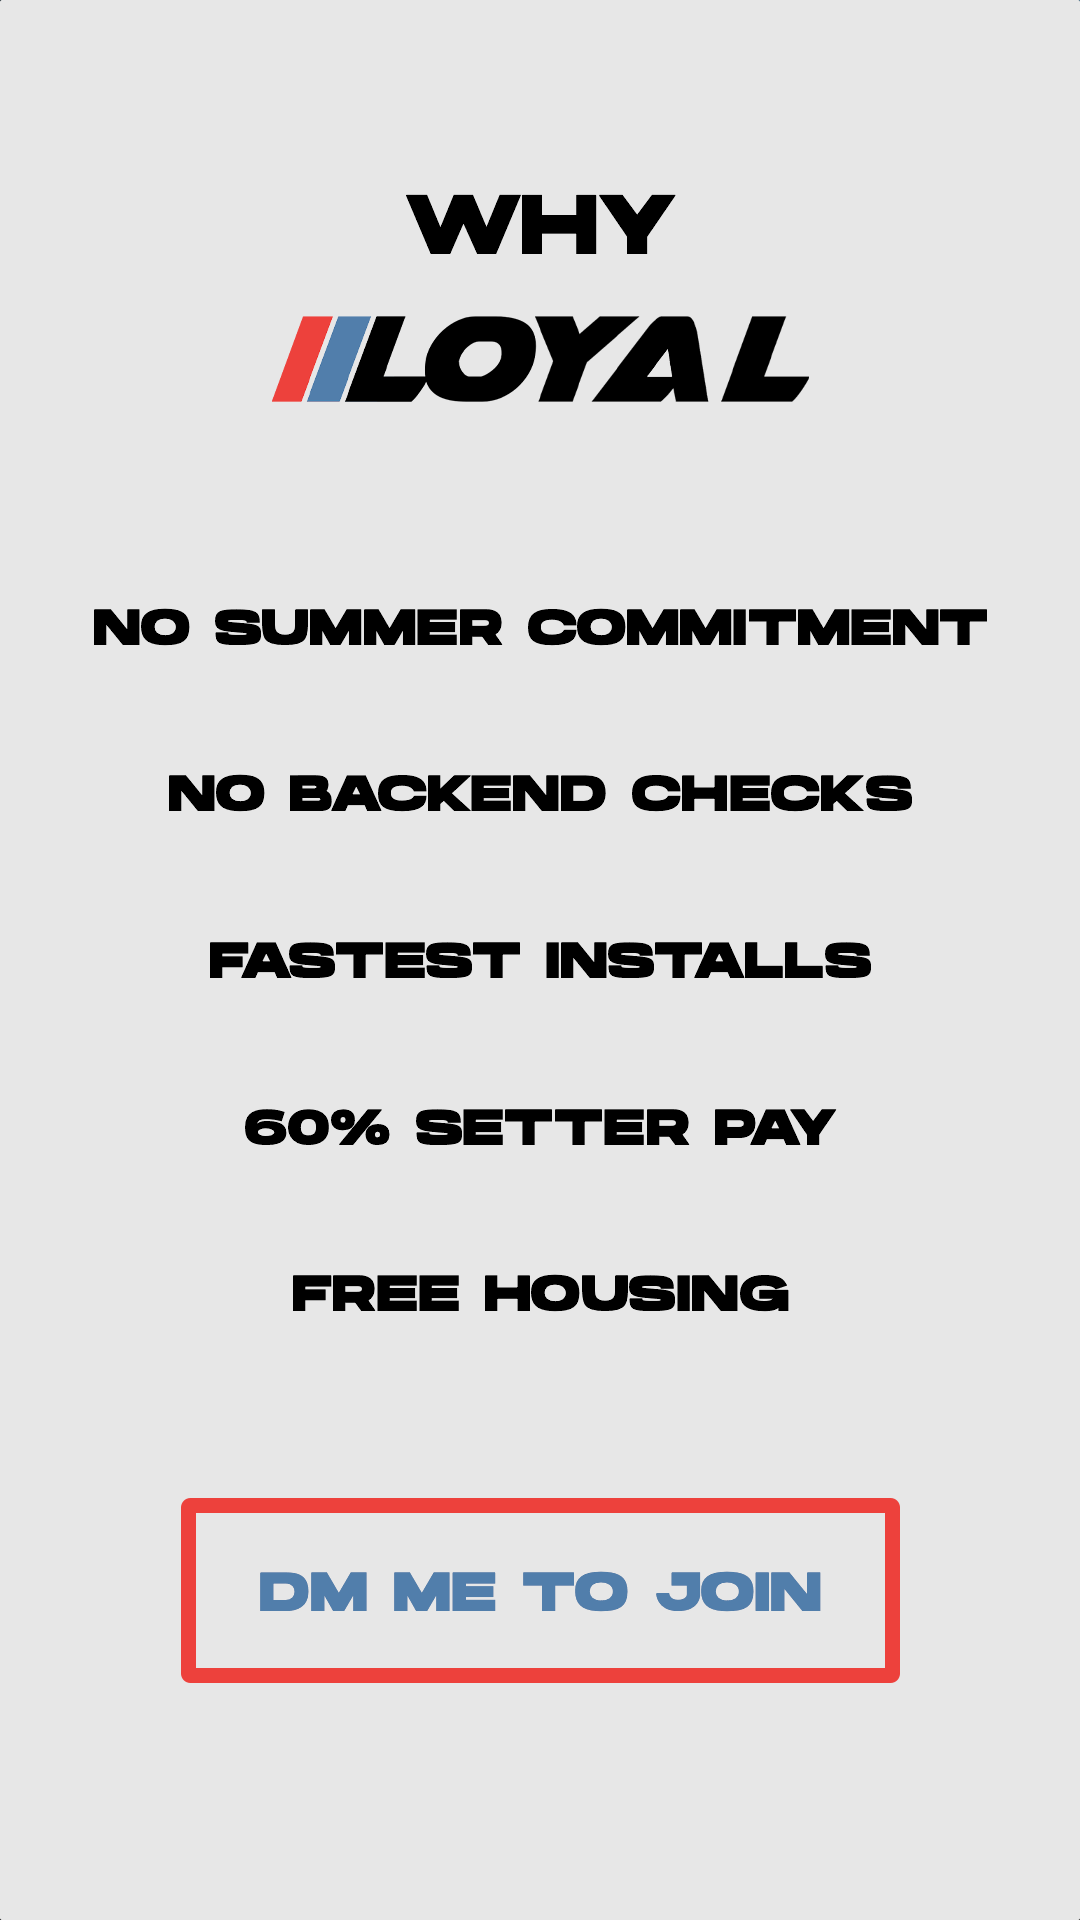 WHY
LOYAL
NO SUMMER COMMITMENT
NO BACKEND CHECKS
FASTEST INSTALLS
60% SETTER PAY
FREE HOUSING
DM ME TO JOIN